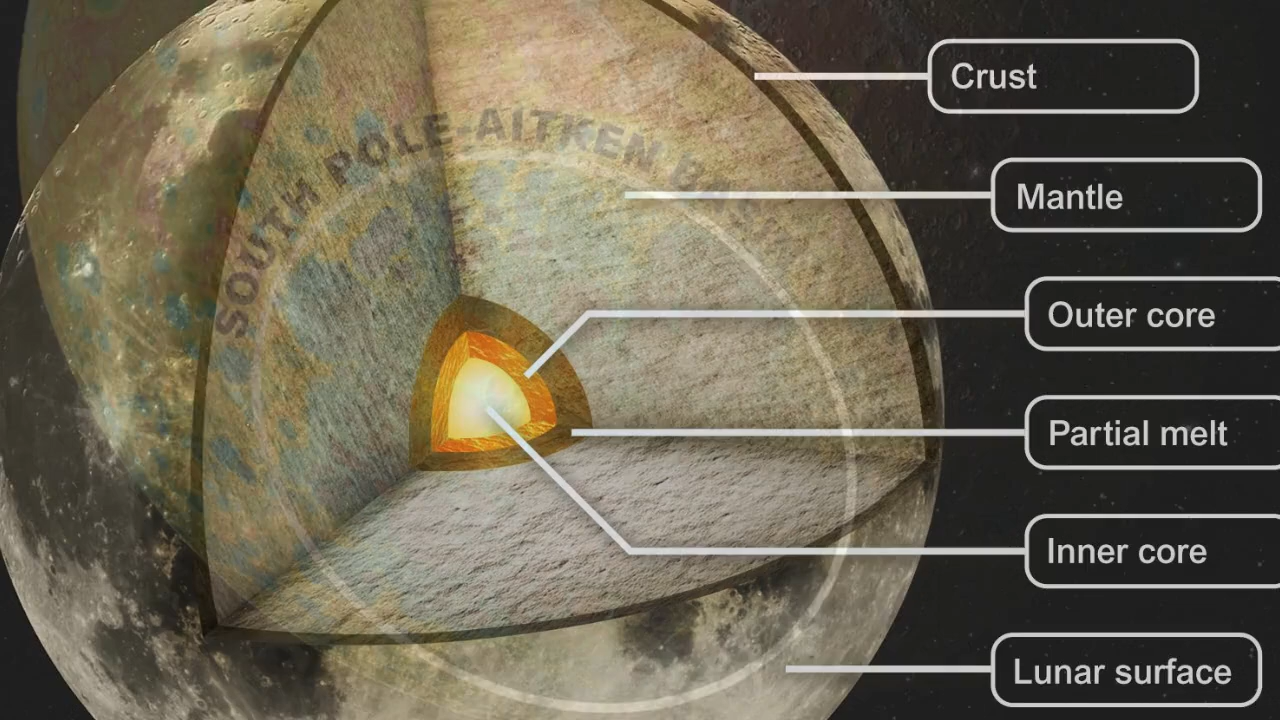 Crust
SOUTH POLE-AITKEN
Mantle
Outer core
Partial melt
Inner core
Lunar surface